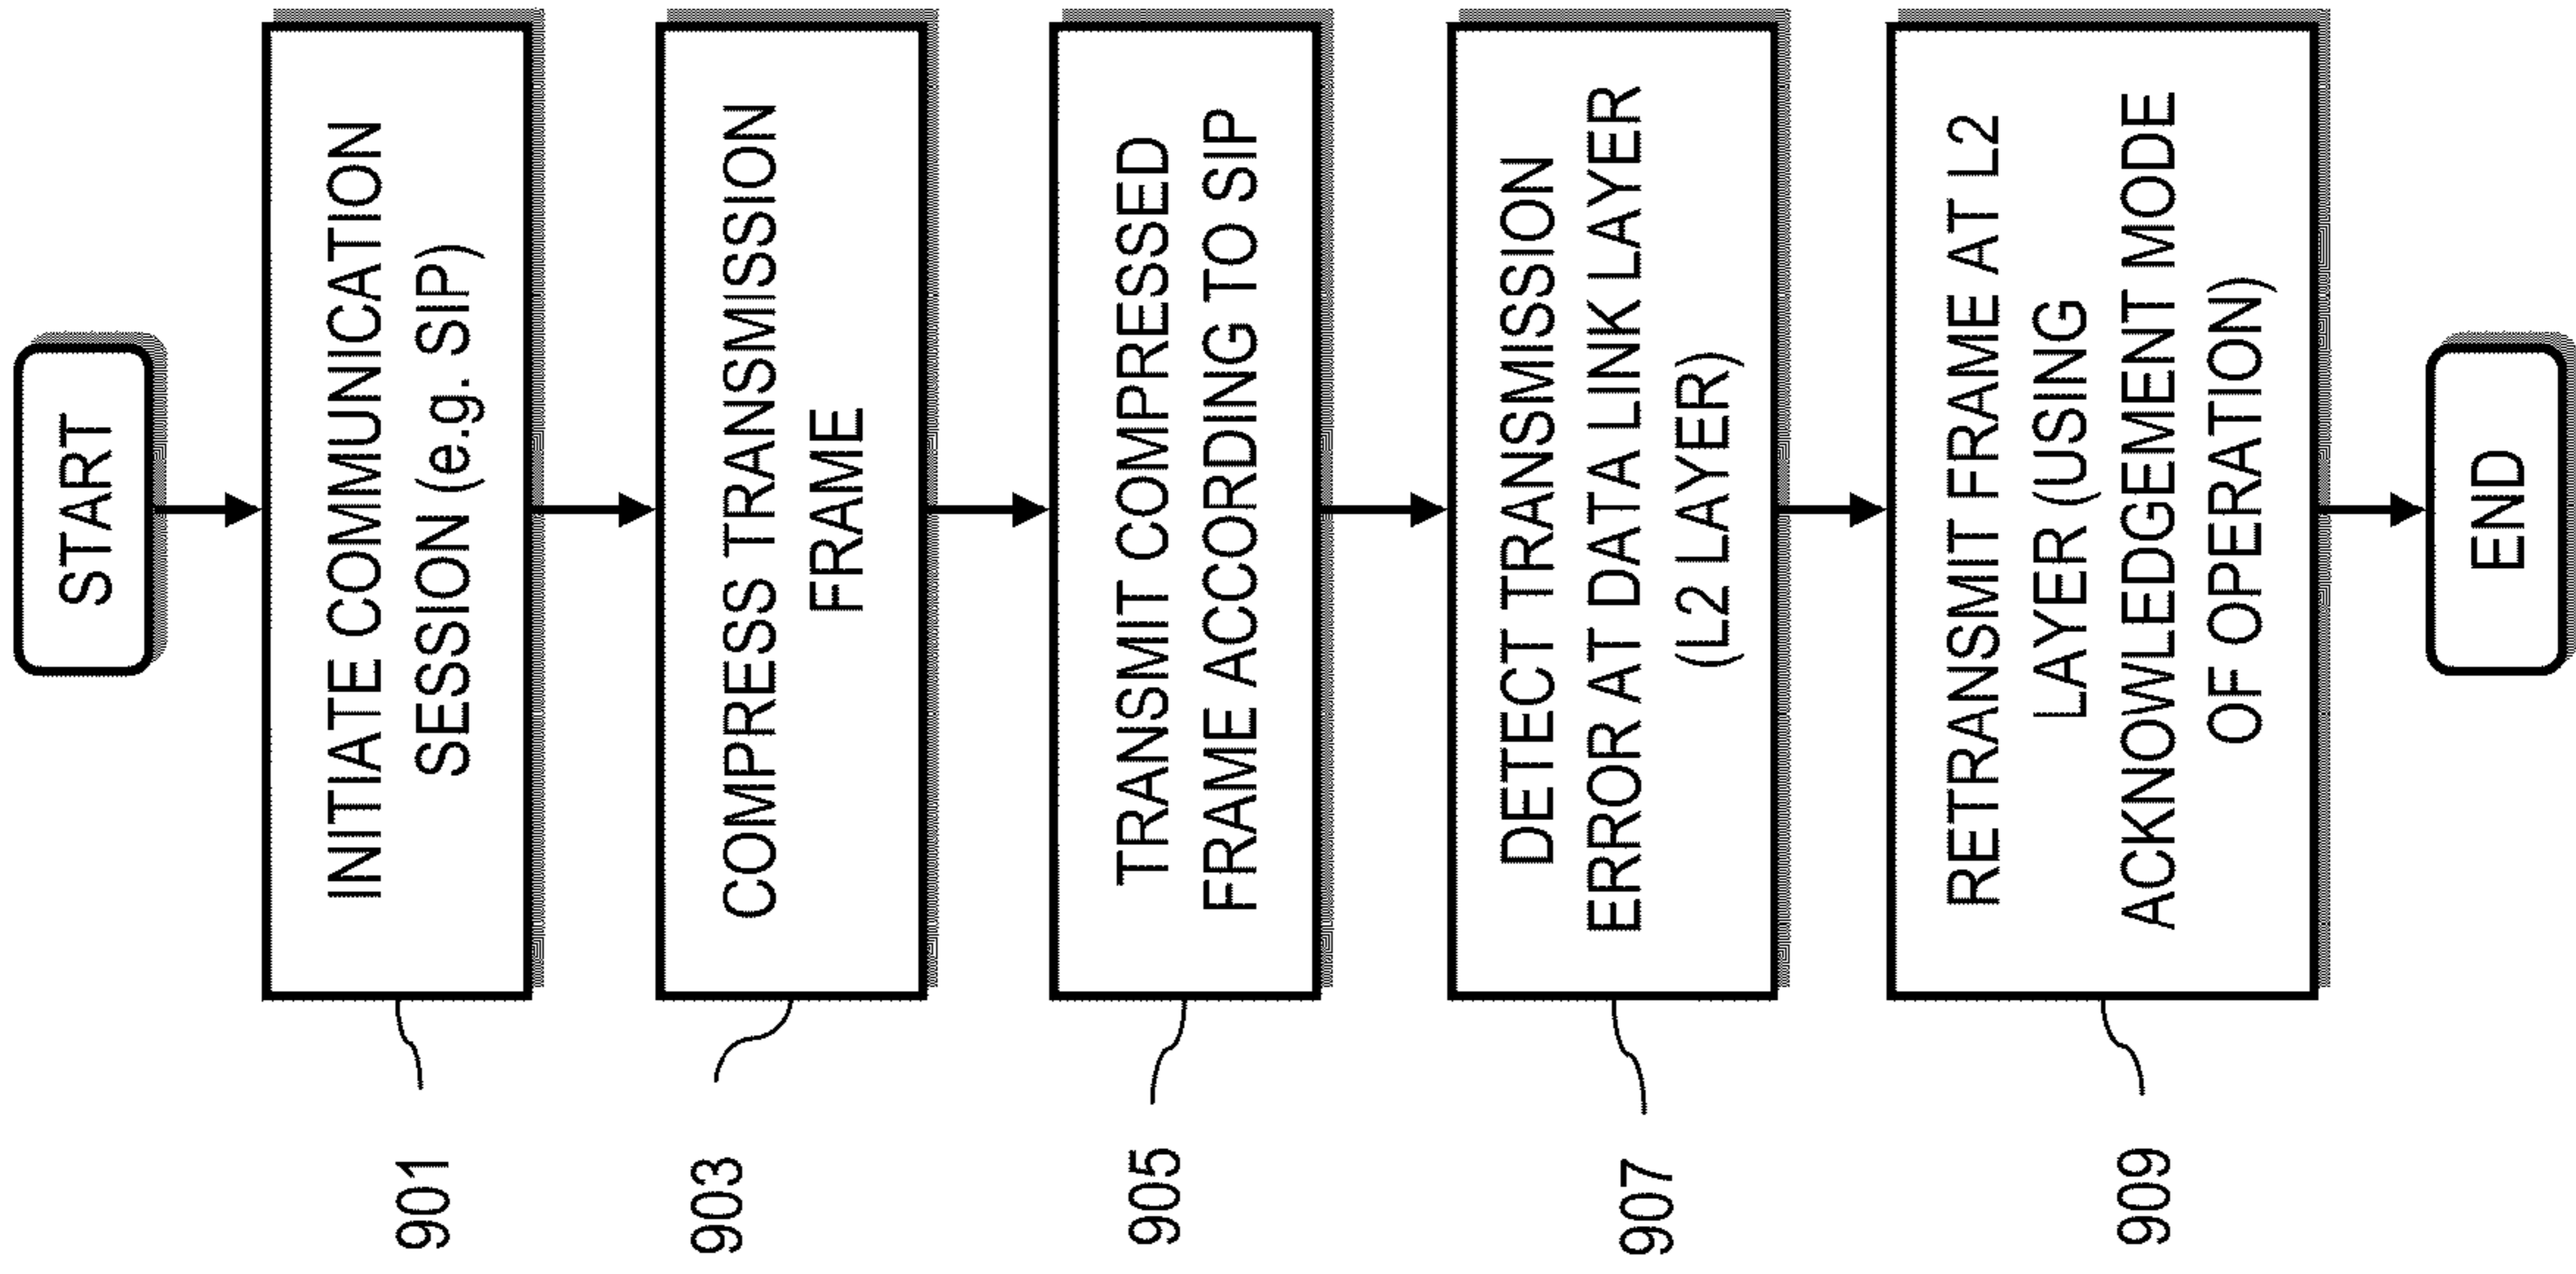 START
INITIATE COMMUNICATION
SESSION (e.g. SIP)
901
COMPRESS TRANSMISSION
FRAME
903
TRANSMIT COMPRESSED
FRAME ACCORDING TO SIP
905
DETECT TRANSMISSION
ERROR AT DATA LINK LAYER
(L2 LAYER)
907
RETRANSMIT FRAME AT L2
LAYER (USING
ACKNOWLEDGEMENT MODE
OF OPERATION)
909
END